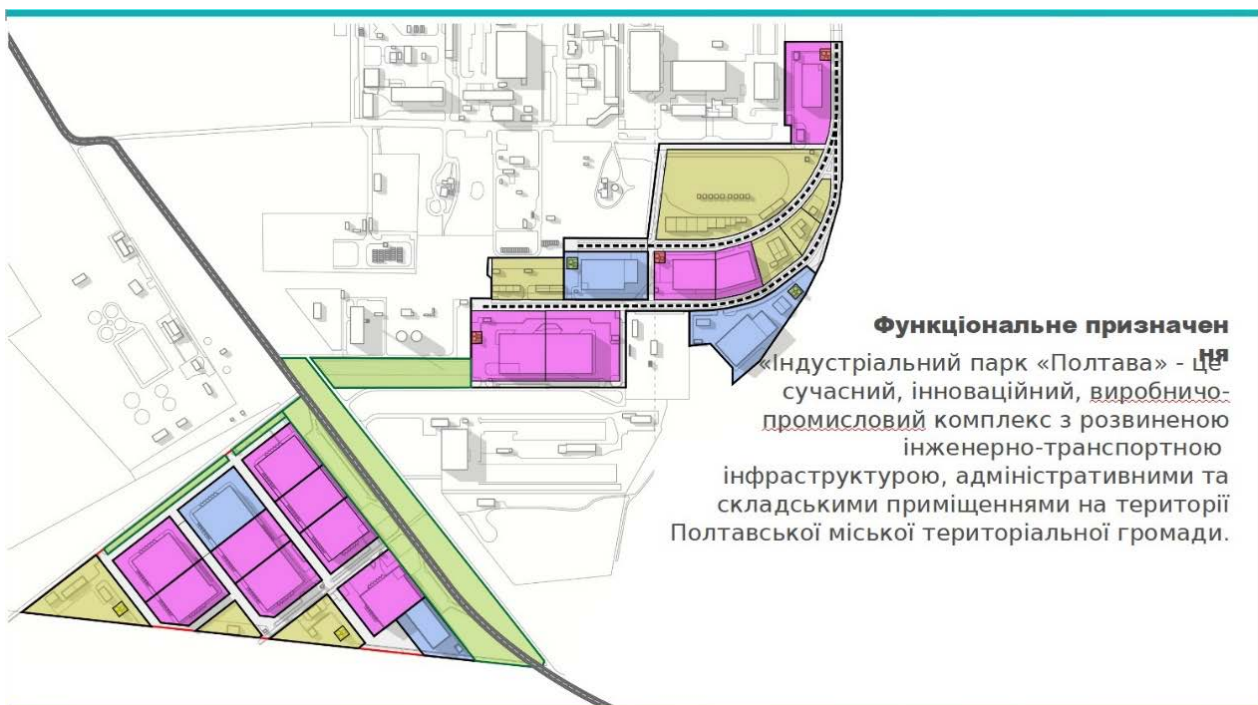 Функціональне призначен
ня
«Індустріальний парк «Полтава» - це
сучасний, інноваційний, виробничо-
промисловий комплекс з розвиненою
інженерно-транспортною
інфраструктурою, адміністративними та
складськими приміщеннями на території
Полтавської міської територіальної громади.